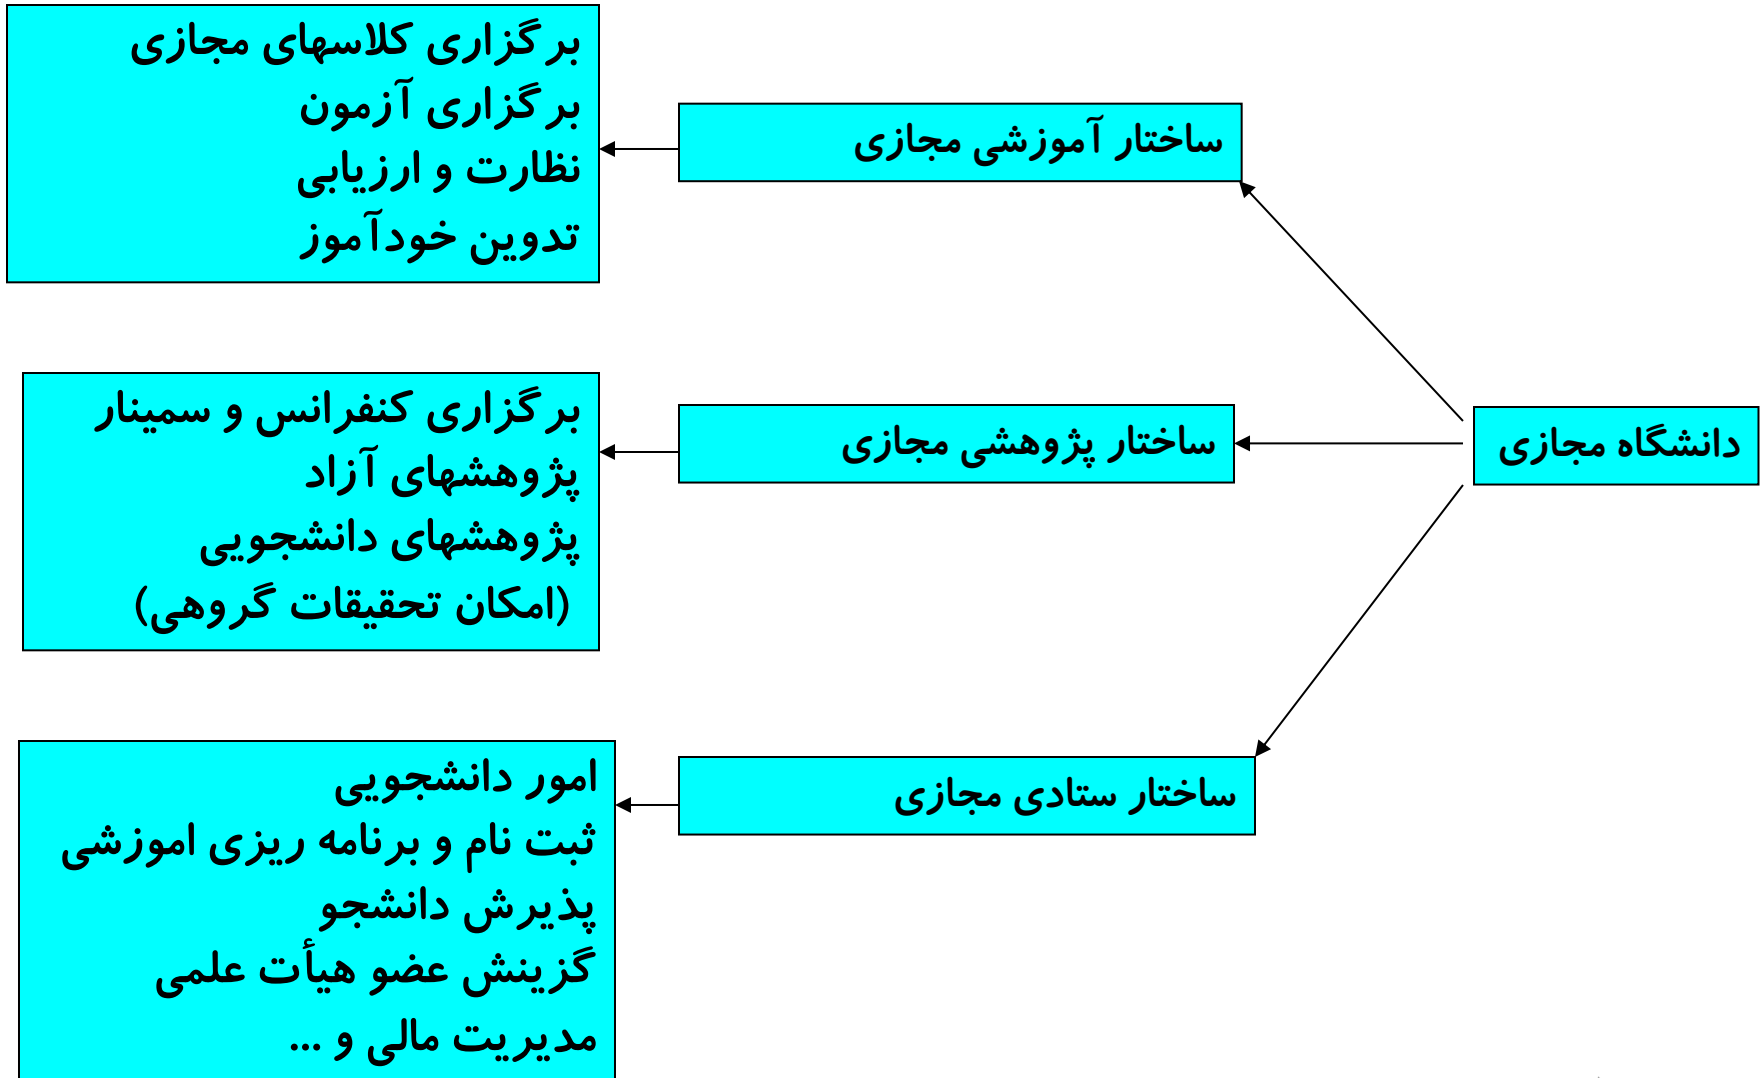 دانشگاه مجازی
ساختار آموزشی مجازی
برگزاری کلاسهای مجازی
برگزاری آزمون
نظارت و ارزیابی
تدوین خودآموز
ساختار پژوهشی مجازی
برگزاری کنفرانس و سمینار
پژوهشهای آزاد
پژوهشهای دانشجویی
(امکان تحقیقات گروهی)
ساختار ستادی مجازی
امور دانشجویی
ثبت نام و برنامه ریزی اموزشی
پذیرش دانشجو
گزینش عضو هیأت علمی
مدیریت مالی و ...